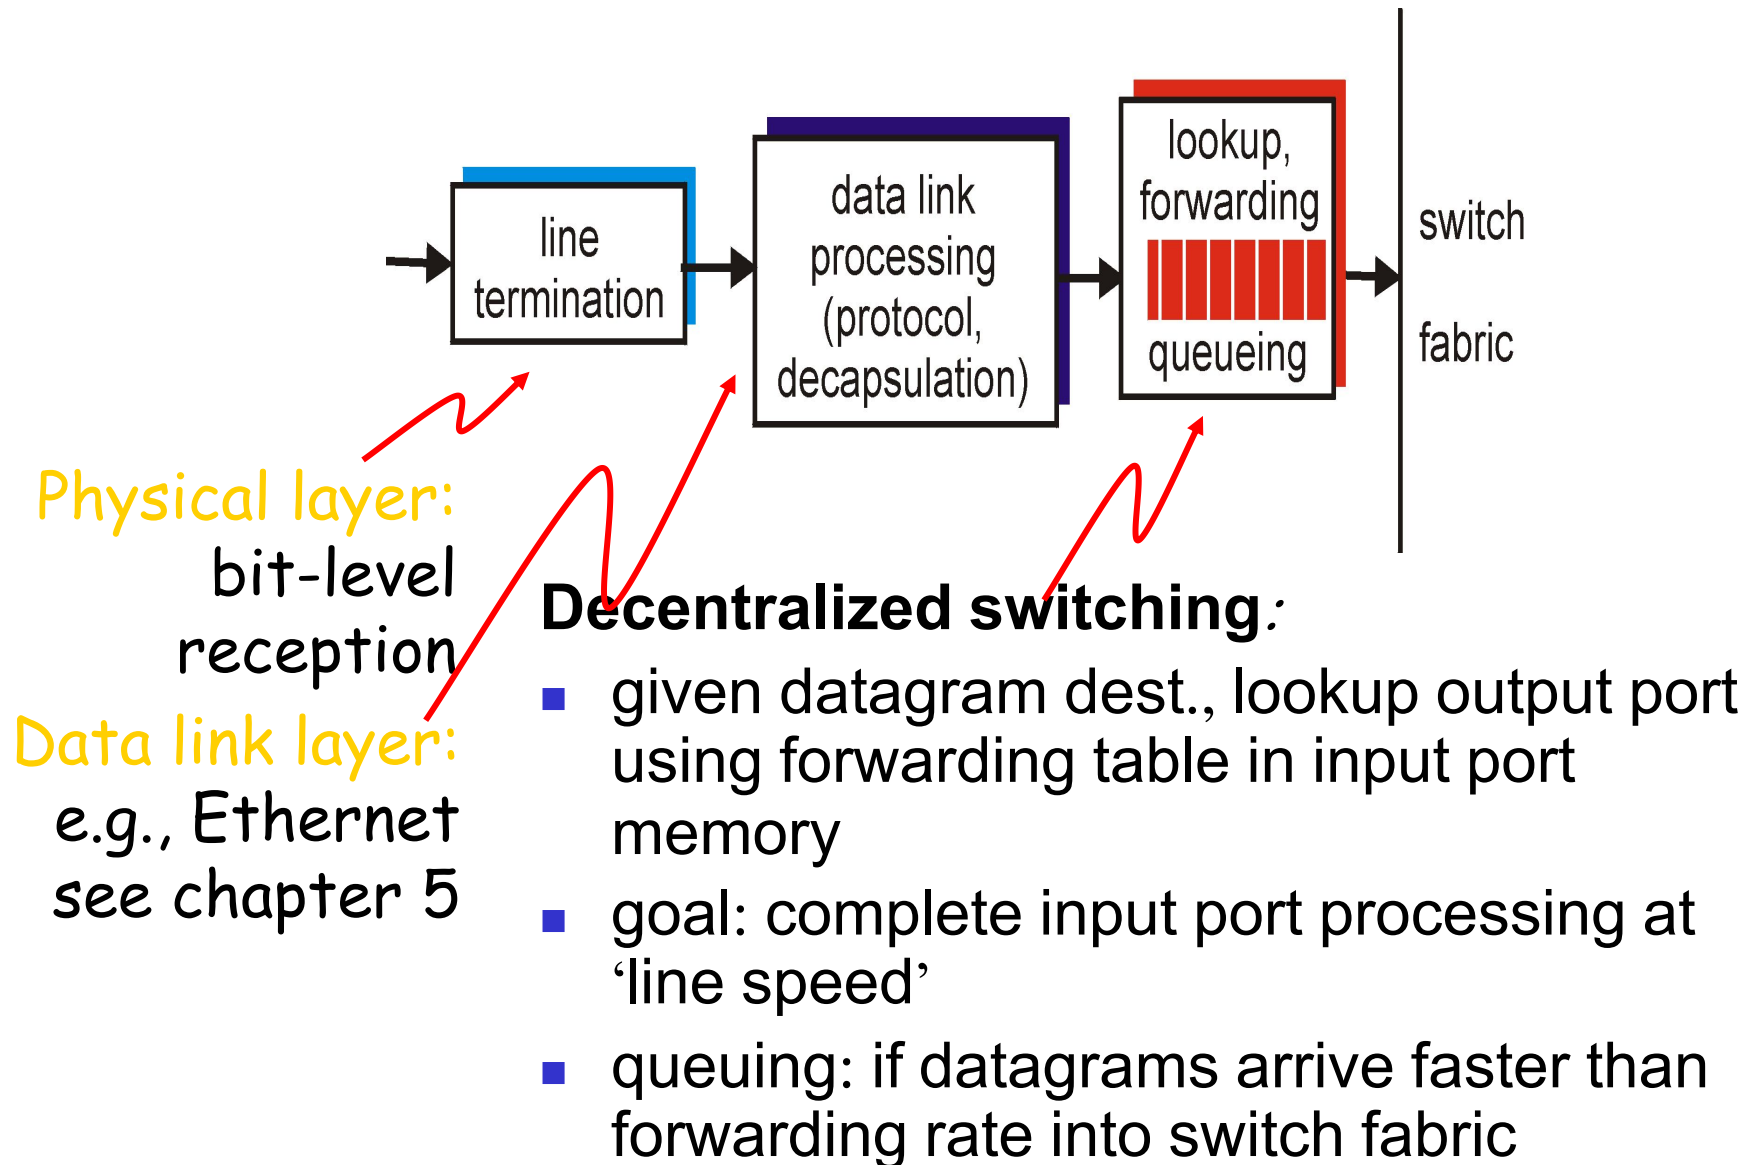 line
termination
data link
processing
(protocol,
decapsulation)
lookup,
forwarding
queueing
switch
fabric
Physical layer:
bit-level
reception
Data link layer:
e.g., Ethernet
see chapter 5
Decentralized switching:
given datagram dest., lookup output port
using forwarding table in input port
memory
goal: complete input port processing at
‘line speed’
queuing: if datagrams arrive faster than
forwarding rate into switch fabric